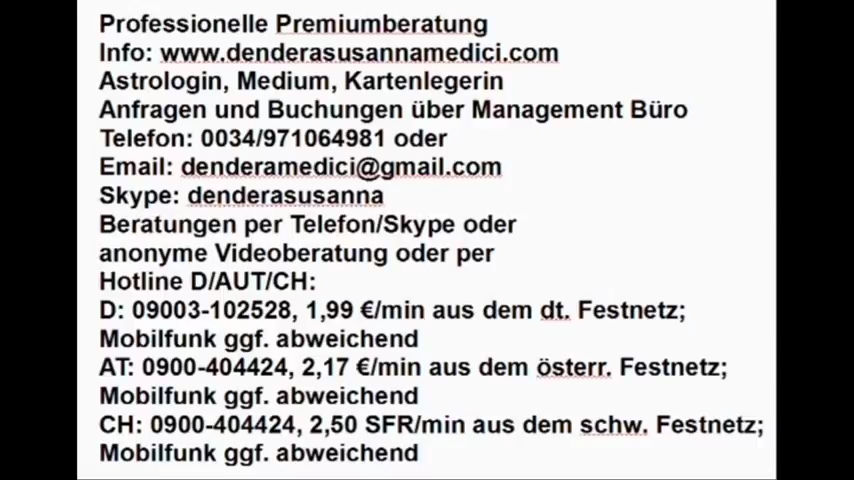 Professionelle Premiumberatung
Info: www.denderasusannamedici.com
Astrologin, Medium, Kartenlegerin
Anfragen und Buchungen über Management Büro
Telefon: 0034/971064981 oder
Email: denderamedici@gmail.com
Skype: denderasusanna
Beratungen per Telefon/Skype oder
anonyme Videoberatung oder per
Hotline D/AUT/CH:
D: 09003-102528, 1,99 €/min aus dem dt. Festnetz;
Mobilfunk ggf. abweichend
AT: 0900-404424, 2,17 €/min aus dem österr. Festnetz;
Mobilfunk ggf. abweichend
CH: 0900-404424, 2,50 SFR/min aus dem schw. Festnetz;
Mobilfunk ggf. abweichend